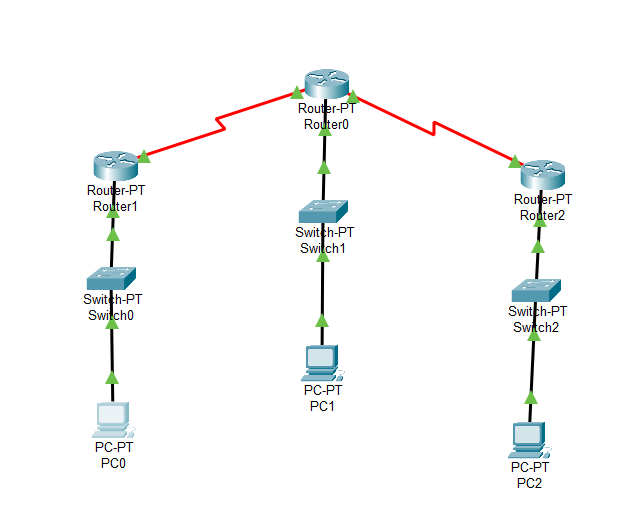 Router-PT
Router0
Router-PT
Router1
Router-PT
Router2
Switch-PT
Switch1
Switch-PT
Switch0
Switch-PT
Switch2
PC-PT
PC1
PC-PT
PC0
PC-PT
PC2